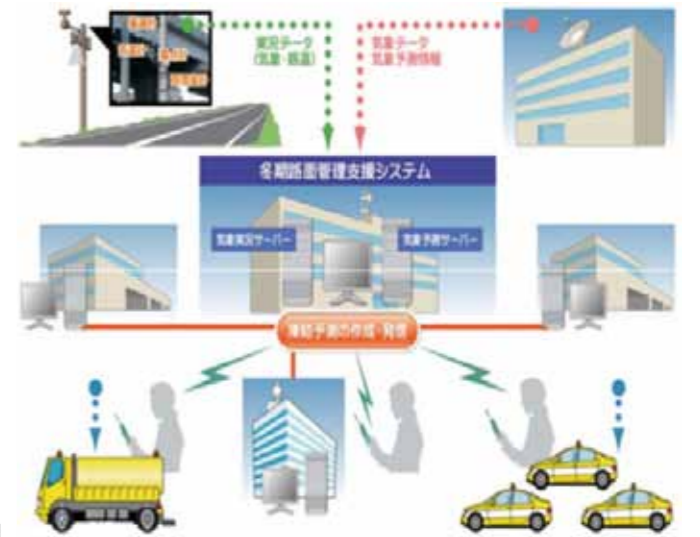 実況データ
(気象・路温)
気象データ
気象予測情報
冬期路面管理支援システム
気象実況サーバー
気象予測サーバー
凍結予測の作成・発信